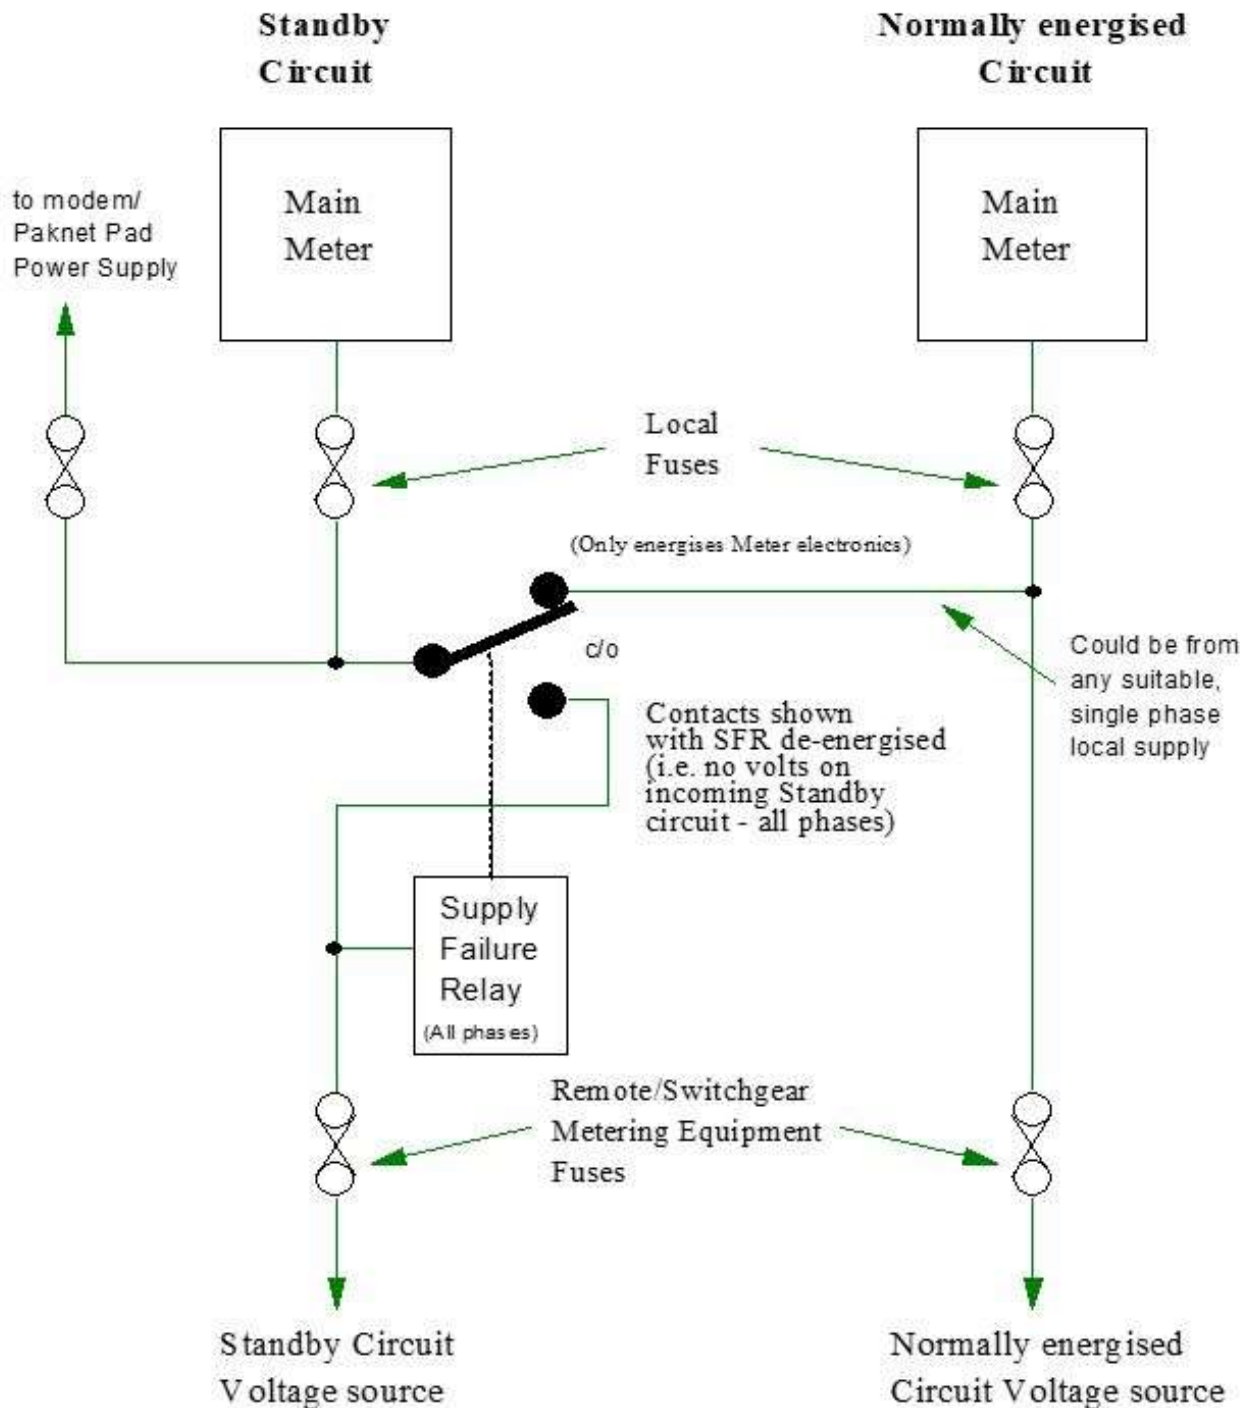 Standby
Circuit
Normally energised
Circuit
to modem/
Paknet Pad
Power Supply
Main
Meter
Main
Meter
Local
Fuses
(Only energises Meter electronics)
c/o
Could be from
any suitable,
single phase
local supply
Contacts shown
with SFR de-energised
(i.e. no volts on
incoming Standby
circuit - all phases)
Supply
Failure
Relay
(All phases)
Remote/Switchgear
Metering Equipment
Fuses
Standby Circuit
Voltage source
Normally energised
Circuit Voltage source